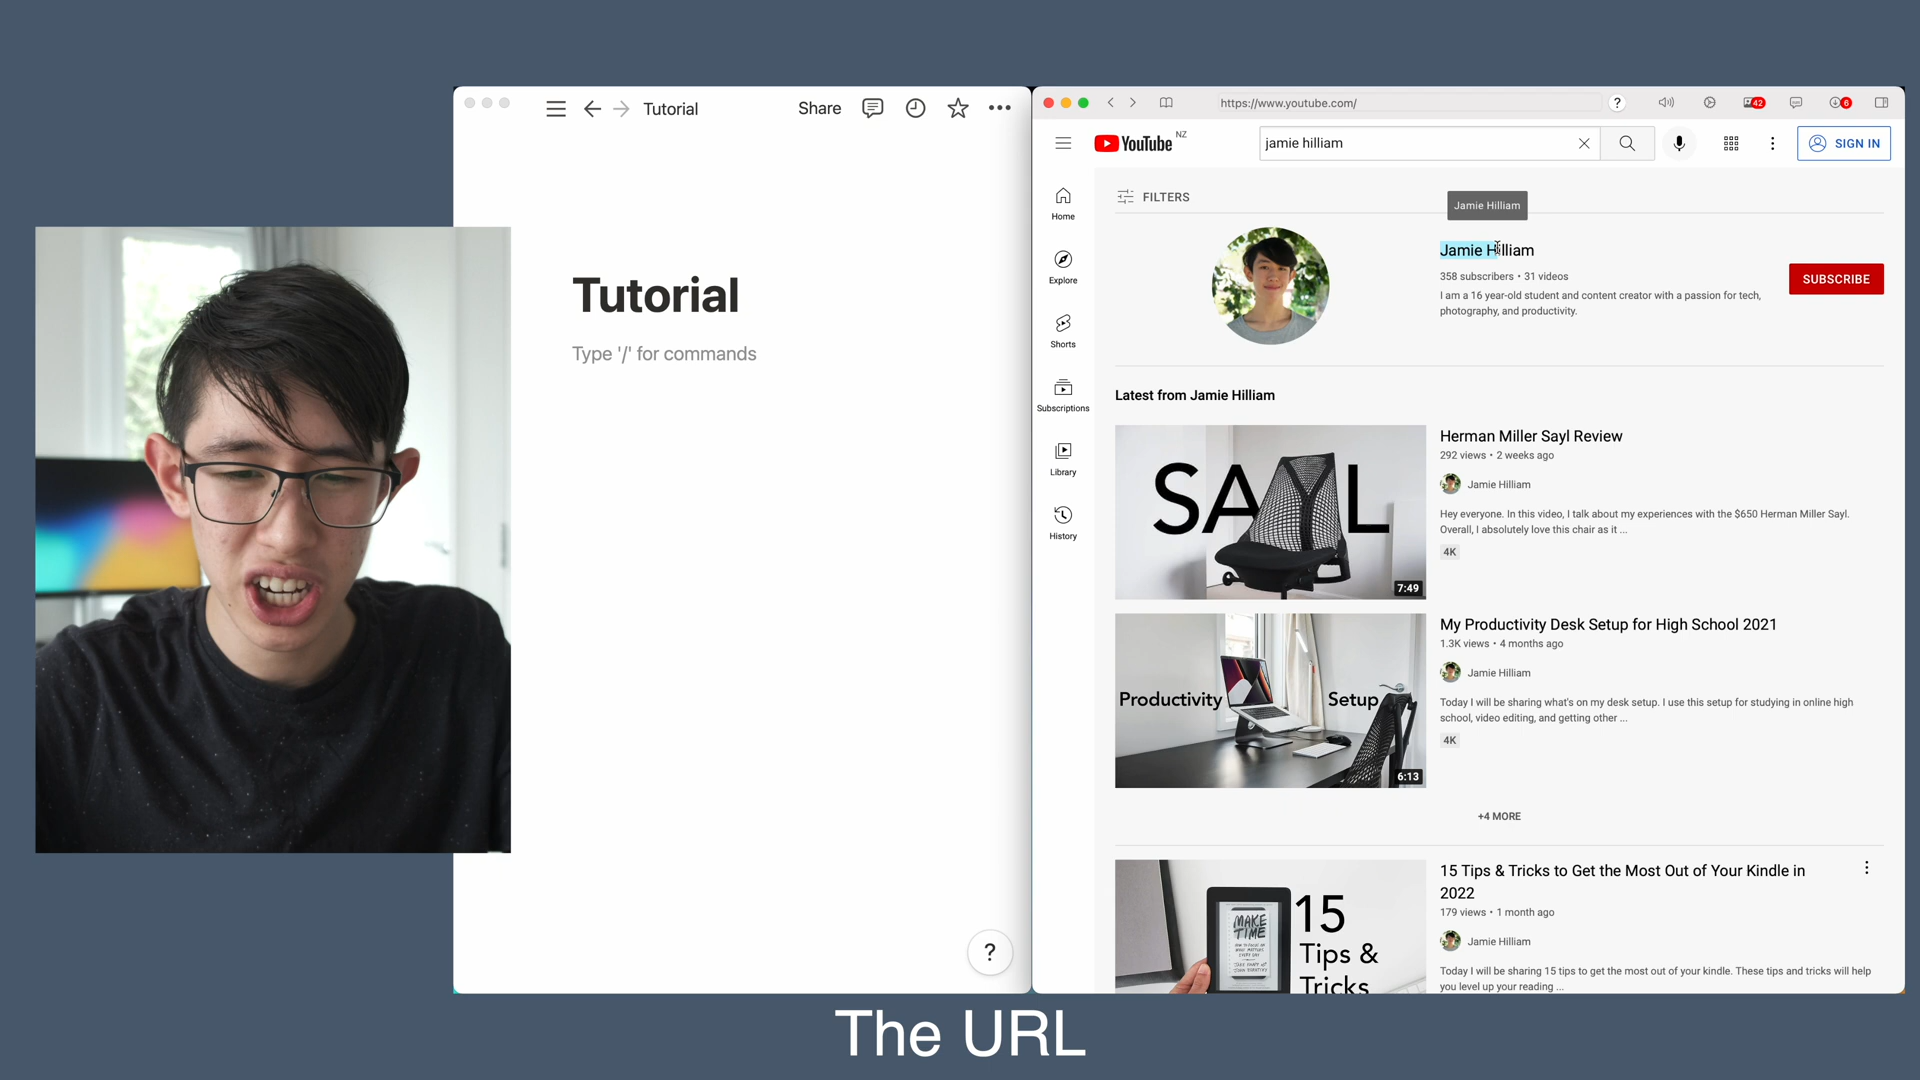 Tutorial
Share
Tutorial
Type '/' for commands
?
https://www.youtube.com/
?
42
6
YouTube NZ
jamie hilliam
SIGN IN
Home
Explore
Shorts
Subscriptions
Library
History
FILTERS
Jamie Hilliam
Jamie Hilliam
358 subscribers • 31 videos
I am a 16 year-old student and content creator with a passion for tech,
photography, and productivity.
SUBSCRIBE
Latest from Jamie Hilliam
SAYL
7:49
Herman Miller Sayl Review
292 views • 2 weeks ago
Jamie Hilliam
Hey everyone. In this video, I talk about my experiences with the $650 Herman Miller Sayl.
Overall, I absolutely love this chair as it ...
4K
Productivity Setup
6:13
My Productivity Desk Setup for High School 2021
1.3K views • 4 months ago
Jamie Hilliam
Today I will be sharing what's on my desk setup. I use this setup for studying in online high
school, video editing, and getting other ...
4K
+4 MORE
MAKE
TIME
15
Tips &
Tricks
15 Tips & Tricks to Get the Most Out of Your Kindle in
2022
179 views • 1 month ago
Jamie Hilliam
Today I will be sharing 15 tips to get the most out of your kindle. These tips and tricks will help
you level up your reading ...
The URL